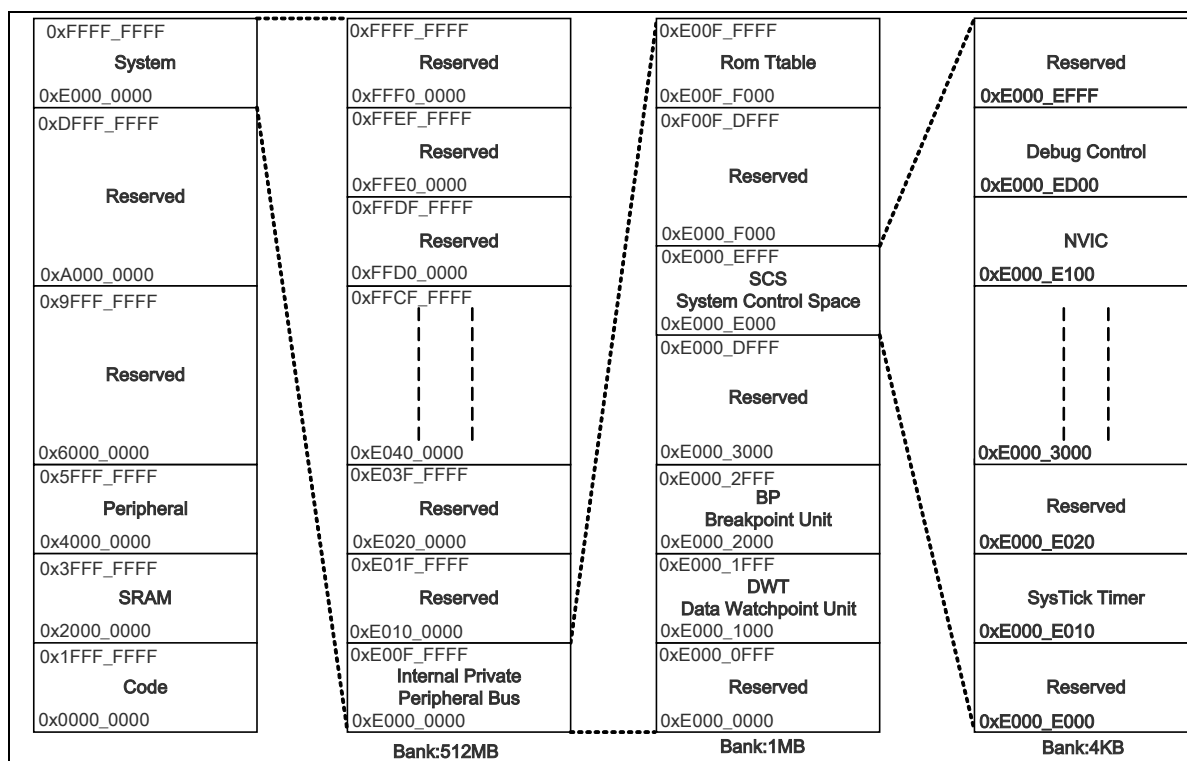 0xFFFF_FFFF
System
0xE000_0000
0xDFFF_FFFF
Reserved
0xA000_0000
0x9FFF_FFFF
Reserved
0x6000_0000
0x5FFF_FFFF
Peripheral
0x4000_0000
0x3FFF_FFFF
SRAM
0x2000_0000
0x1FFF_FFFF
Code
0x0000_0000
0xFFFF_FFFF
Reserved
0xFFF0_0000
0xFFEF_FFFF
Reserved
0xFFE0_0000
0xFFDF_FFFF
Reserved
0xFFD0_0000
0xFFCF_FFFF
0xE040_0000
0xE03F_FFFF
Reserved
0xE020_0000
0xE01F_FFFF
Reserved
0xE010_0000
0xE00F_FFFF
Internal Private
Peripheral Bus
0xE000_0000
Bank:512MB
0xE00F_FFFF
Rom Ttable
0xE00F_F000
0xF00F_DFFF
Reserved
0xE000_F000
0xE000_EFFF
SCS
System Control Space
0xE000_E000
0xE000_DFFF
Reserved
0xE000_3000
0xE000_2FFF
BP
Breakpoint Unit
0xE000_2000
0xE000_1FFF
DWT
Data Watchpoint Unit
0xE000_1000
0xE000_0FFF
Reserved
0xE000_0000
Bank:1MB
Reserved
0xE000_EFFF
Debug Control
0xE000_ED00
NVIC
0xE000_E100
0xE000_3000
Reserved
0xE000_E020
SysTick Timer
0xE000_E010
Reserved
0xE000_E000
Bank:4KB